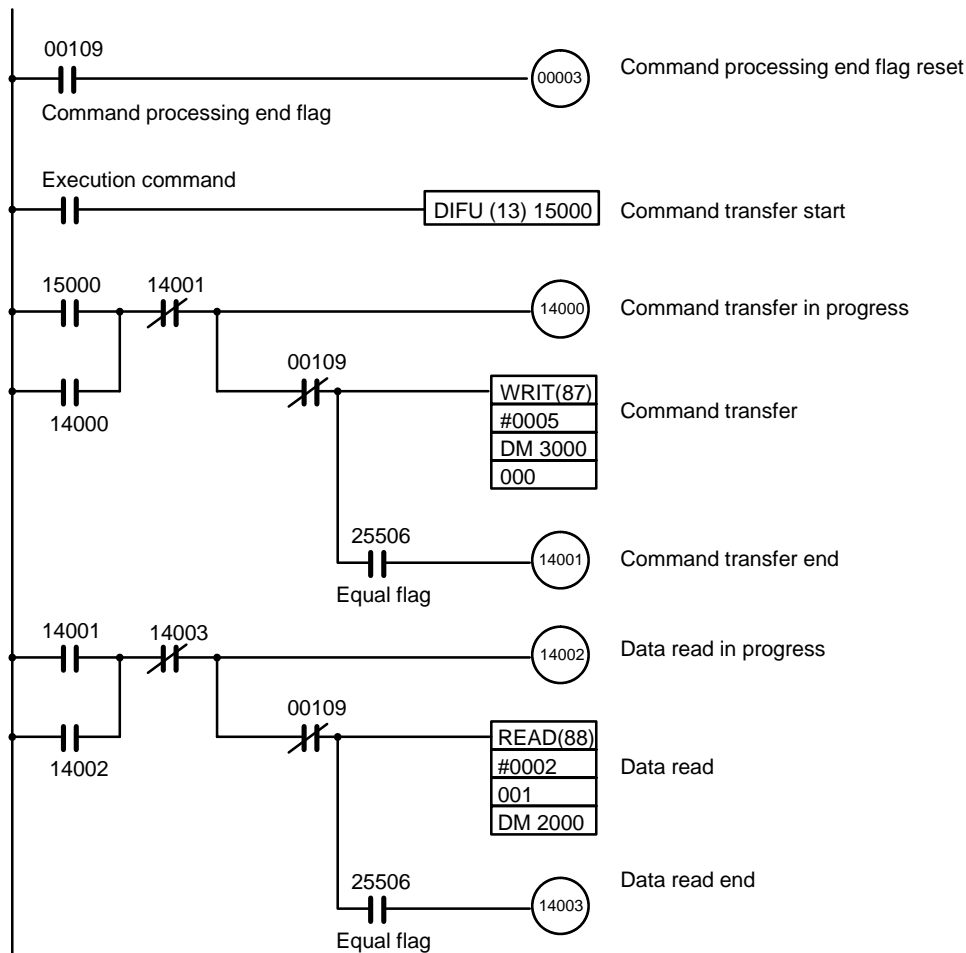 00109
00003
Command processing end flag reset
Command processing end flag
Execution command
DIFU (13) 15000
Command transfer start
15000
14001
14000
Command transfer in progress
14000
00109
WRIT(87)
#0005
DM 3000
000
Command transfer
25506
14001
Command transfer end
Equal flag
14001
14003
14002
Data read in progress
14002
00109
READ(88)
#0002
001
DM 2000
Data read
25506
14003
Data read end
Equal flag